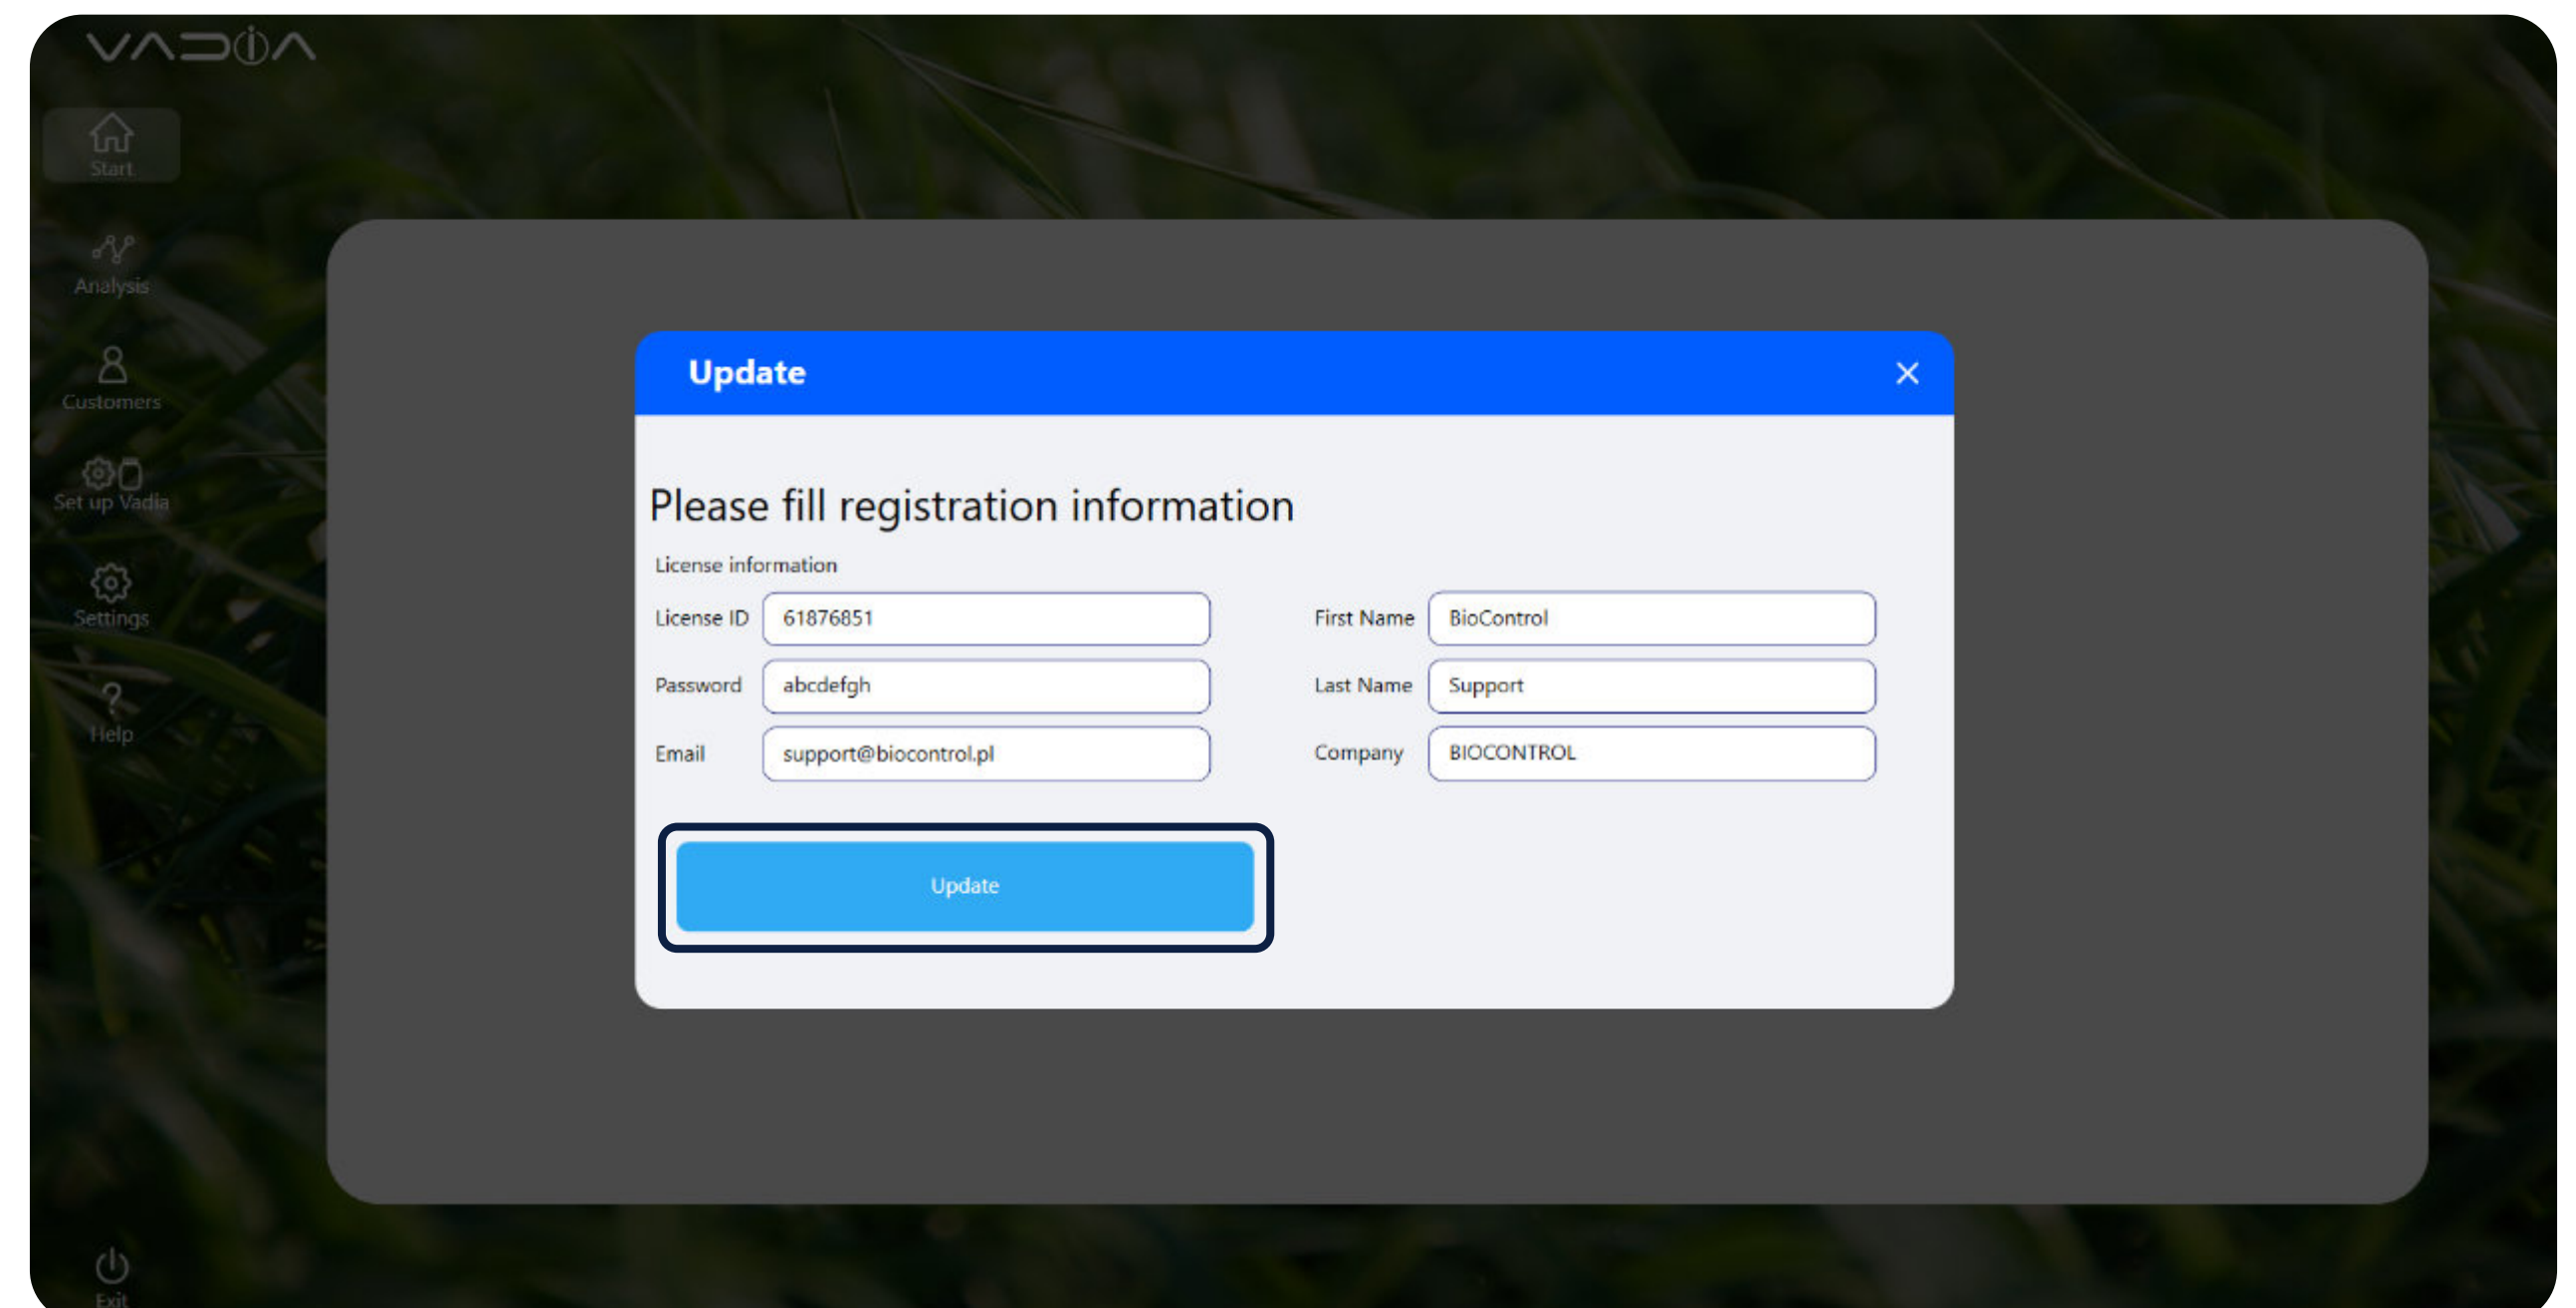 VADIA
Start
Analysis
Customers
Set up Vadia
Settings
Help
Exit
Update
Please fill registration information
License information
License ID 61876851 First Name BioControl
Password abcdefgh Last Name Support
Email support@biocontrol.pl Company BIOCONTROL
Update